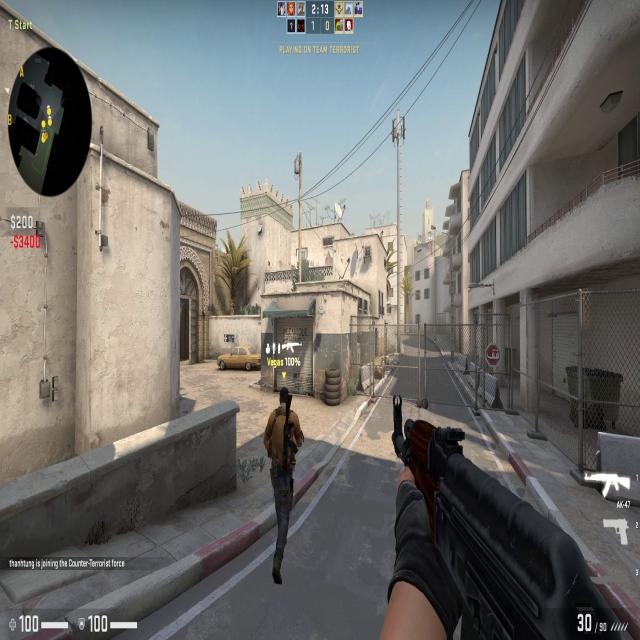 2:13
1 0
PLAYING ON TEAM TERRORIST
T Start
A
B
$200
-$3400
Vegas 100%
AK-47
1
2
3
thanhtung is joining the Counter-Terrorist force
100
100
30 / 90